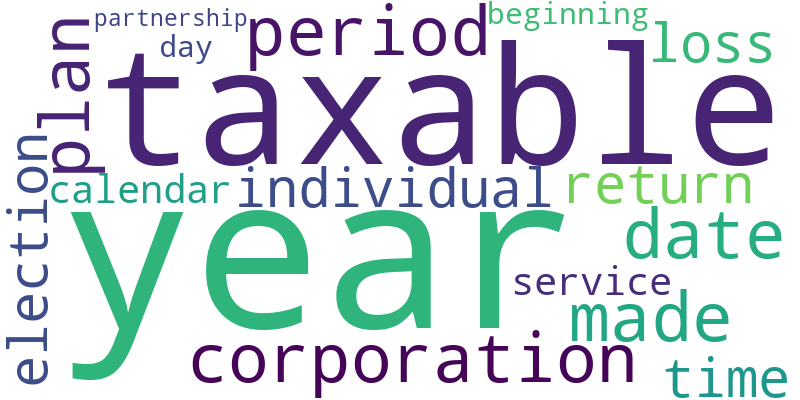 partnership
beginning
day
period
loss
plan
taxable
election
calendar
individual
return
year
date
service
made
corporation
time